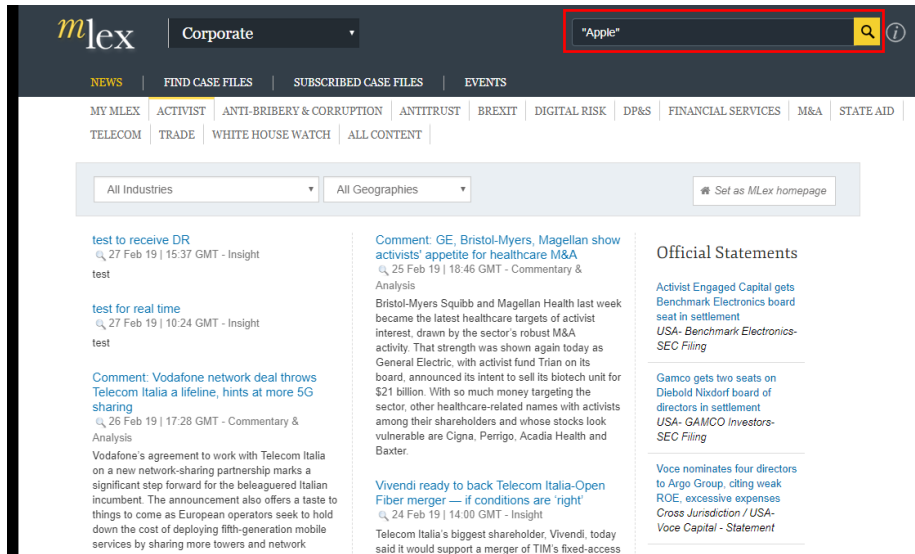 mlex
Corporate
"Apple"
NEWS
FIND CASE FILES
SUBSCRIBED CASE FILES
EVENTS
MY MLEX
ACTIVIST
ANTI-BRIBERY & CORRUPTION
ANTITRUST
BREXIT
DIGITAL RISK
DP&S
FINANCIAL SERVICES
M&A
STATE AID
TELECOM
TRADE
WHITE HOUSE WATCH
ALL CONTENT
All Industries
All Geographies
Set as MLex homepage
test to receive DR
27 Feb 19 | 15:37 GMT - Insight
test
test for real time
27 Feb 19 | 10:24 GMT - Insight
test
Comment: Vodafone network deal throws
Telecom Italia a lifeline, hints at more 5G
sharing
26 Feb 19 | 17:28 GMT - Commentary &
Analysis
Vodafone's agreement to work with Telecom Italia
on a new network-sharing partnership marks a
significant step forward for the beleaguered Italian
incumbent. The announcement also offers a taste to
things to come as European operators seek to hold
down the cost of deploying fifth-generation mobile
services by sharing more towers and network
Comment: GE, Bristol-Myers, Magellan show
activists' appetite for healthcare M&A
25 Feb 19 | 18:46 GMT - Commentary &
Analysis
Bristol-Myers Squibb and Magellan Health last week
became the latest healthcare targets of activist
interest, drawn by the sector's robust M&A
activity. That strength was shown again today as
General Electric, with activist fund Trian on its
board, announced its intent to sell its biotech unit for
$21 billion. With so much money targeting the
sector, other healthcare-related names with activists
among their shareholders and whose stocks look
vulnerable are Cigna, Perrigo, Acadia Health and
Baxter.
Vivendi ready to back Telecom Italia-Open
Fiber merger — if conditions are 'right'
24 Feb 19 | 14:00 GMT - Insight
Telecom Italia's biggest shareholder, Vivendi, today
said it would support a merger of TIM's fixed-access
Official Statements
Activist Engaged Capital gets
Benchmark Electronics board
seat in settlement
USA- Benchmark Electronics-
SEC Filing
Gamco gets two seats on
Diebold Nixdorf board of
directors in settlement
USA- GAMCO Investors-
SEC Filing
Voce nominates four directors
to Argo Group, citing weak
ROE, excessive expenses
Cross Jurisdiction / USA-
Voce Capital - Statement